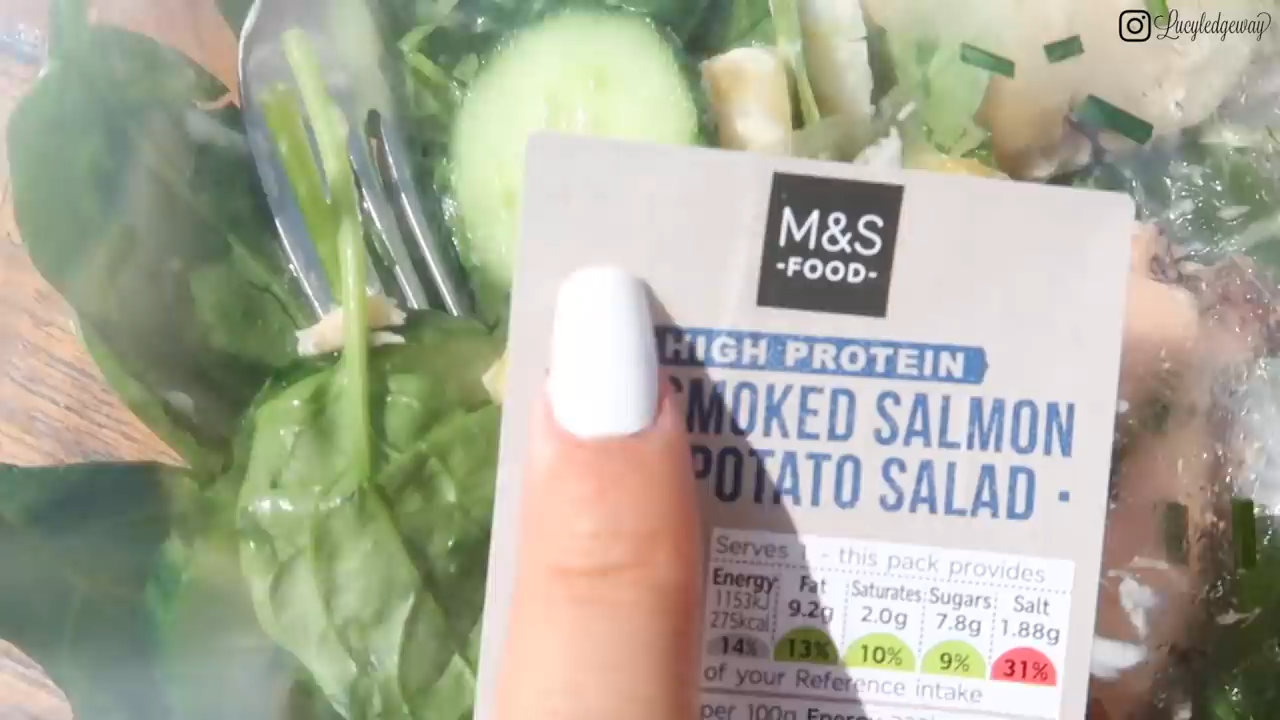 Lucyledgeway
M&S
-FOOD-
HIGH PROTEIN
SMOKED SALMON
POTATO SALAD ·
Serves 1 - this pack provides
Energy Fat Saturates Sugars Salt
1153kJ
275kcal 9.2g 2.0g 7.8g 1.88g
14% 13% 10% 9% 31%
of your Reference intake
per 100g Energy